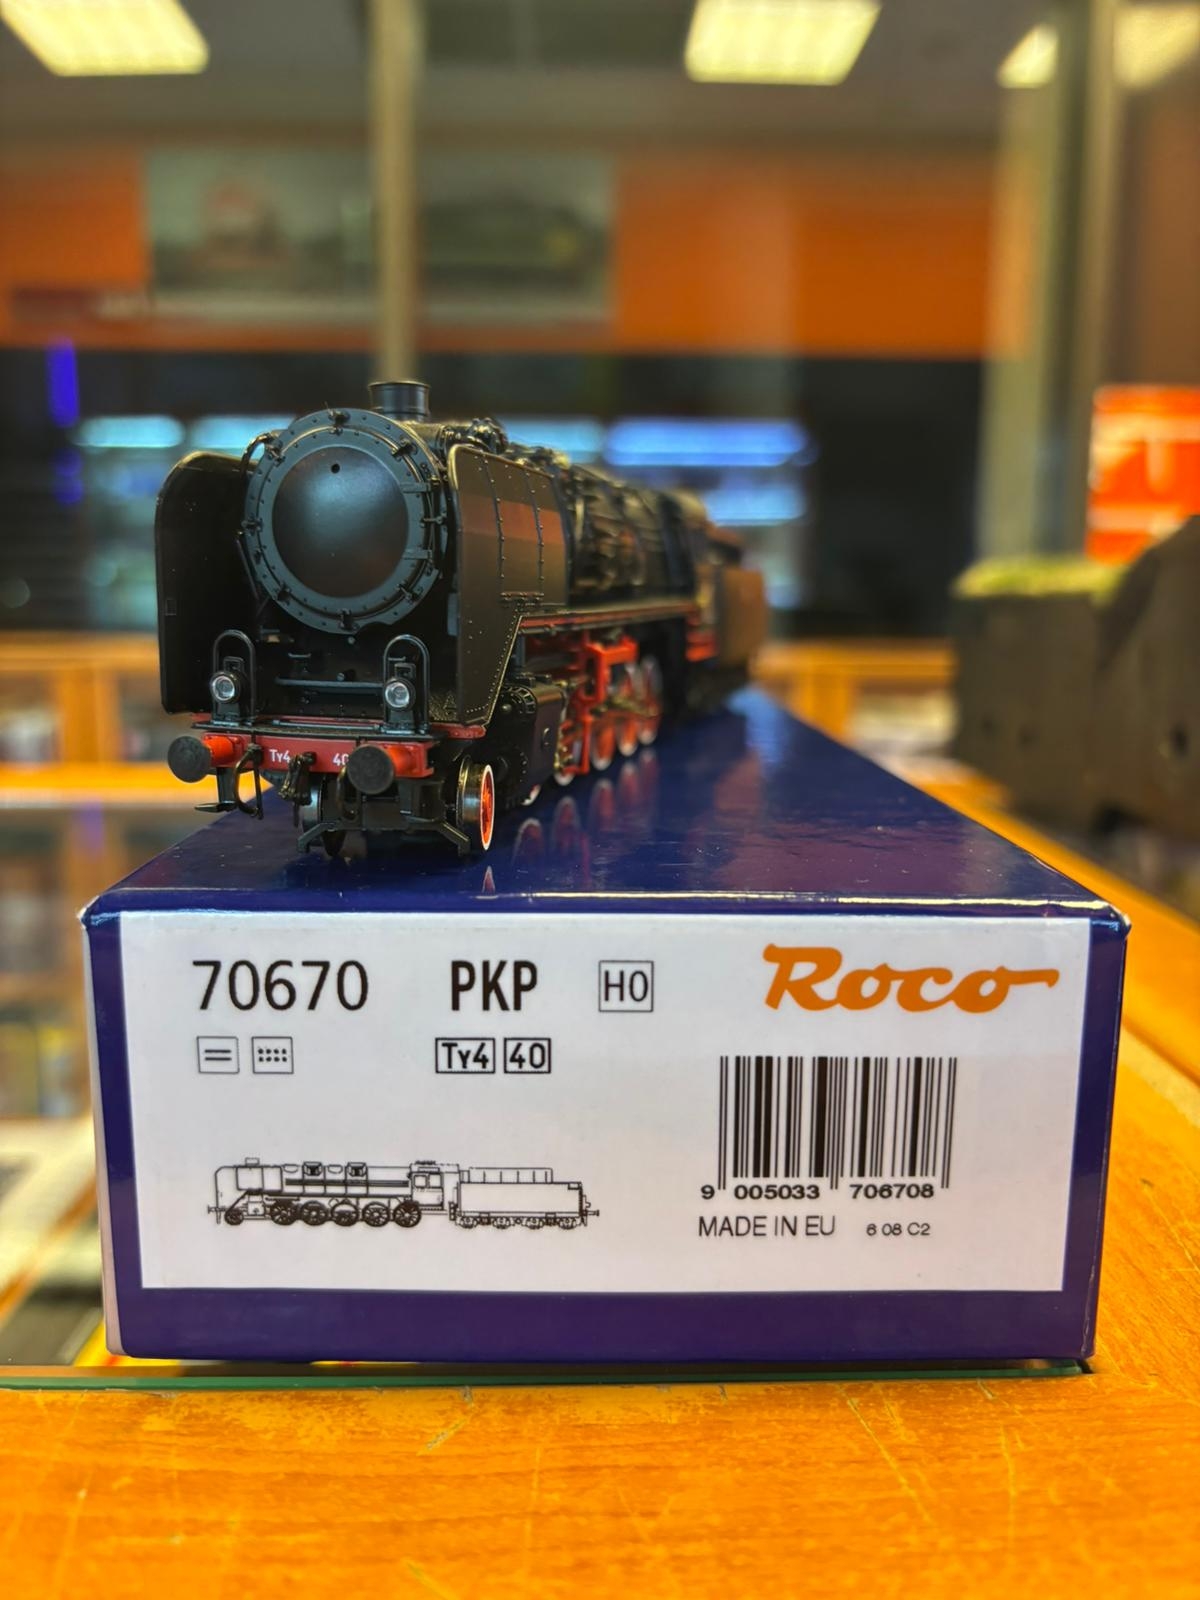 Ty4 40
70670 PKP H0 Roco
Ty4 40
9 005033 706708
MADE IN EU 6 08 C2